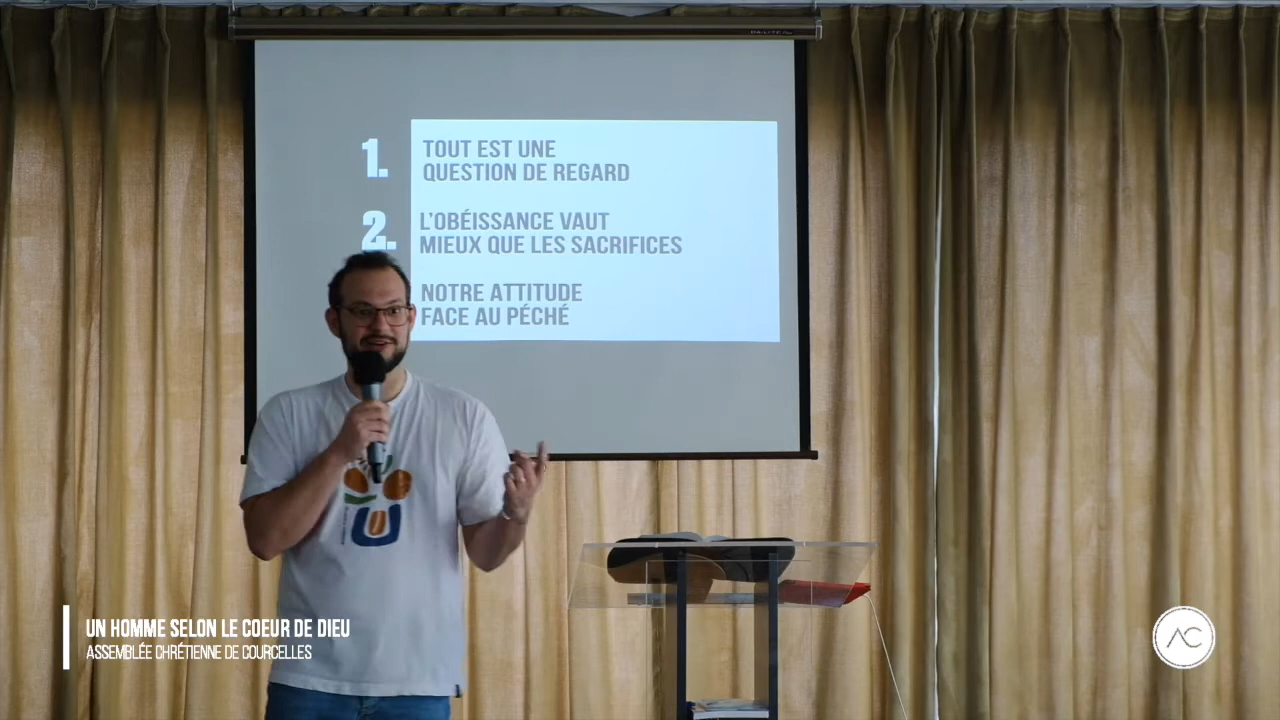 1.
TOUT EST UNE
QUESTION DE REGARD
2.
L'OBÉISSANCE VAUT
MIEUX QUE LES SACRIFICES
NOTRE ATTITUDE
FACE AU PÉCHÉ
UN HOMME SELON LE COEUR DE DIEU
ASSEMBLÉE CHRÉTIENNE DE COURCELLES
AC